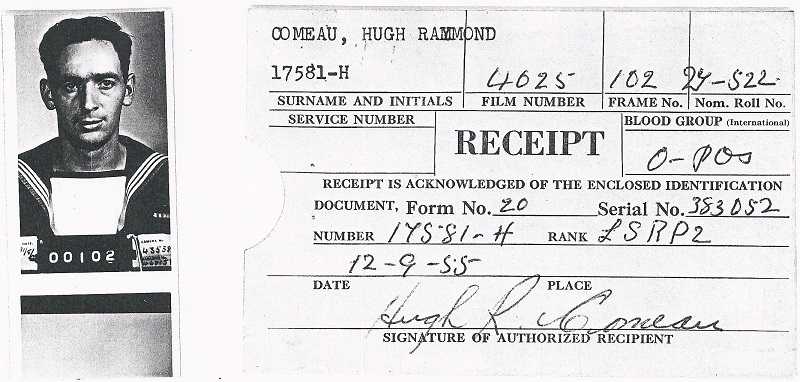 COMEAU, HUGH RAMMOND
17581-H
4025 102 27-522
SURNAME AND INITIALS FILM NUMBER FRAME No. Nom. Roll No.
SERVICE NUMBER RECEIPT BLOOD GROUP (International)
O-POS
RECEIPT IS ACKNOWLEDGED OF THE ENCLOSED IDENTIFICATION
DOCUMENT, Form No. 20 Serial No. 383052
NUMBER 17581-H RANK LSRP2
12-9-55
DATE PLACE
Hugh R. Comeau
SIGNATURE OF AUTHORIZED RECIPIENT
00102